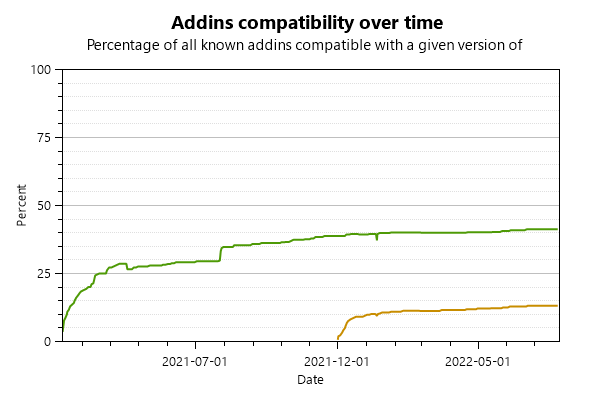 Addins compatibility over time
Percentage of all known addins compatible with a given version of
100
75
50
25
0
Percent
2021-07-01 2021-12-01 2022-05-01
Date